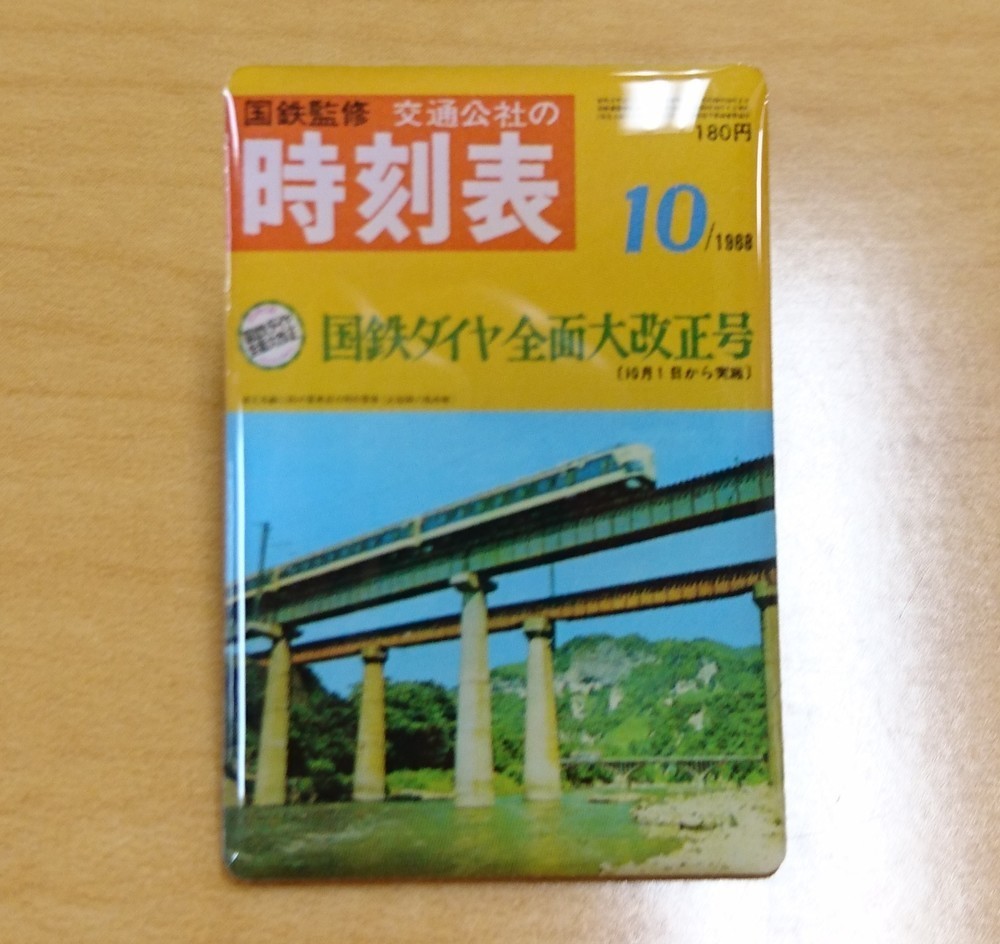 国鉄監修 交通公社の
時刻表
180円
10/1968
国鉄ダイヤ全面大改正号
(10月1日から実施)